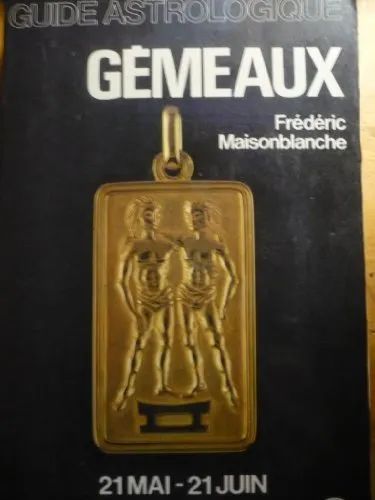 GUIDE ASTROLOGIQUE
GÉMEAUX
Frédéric
Maisonblanche
21 MAI - 21 JUIN